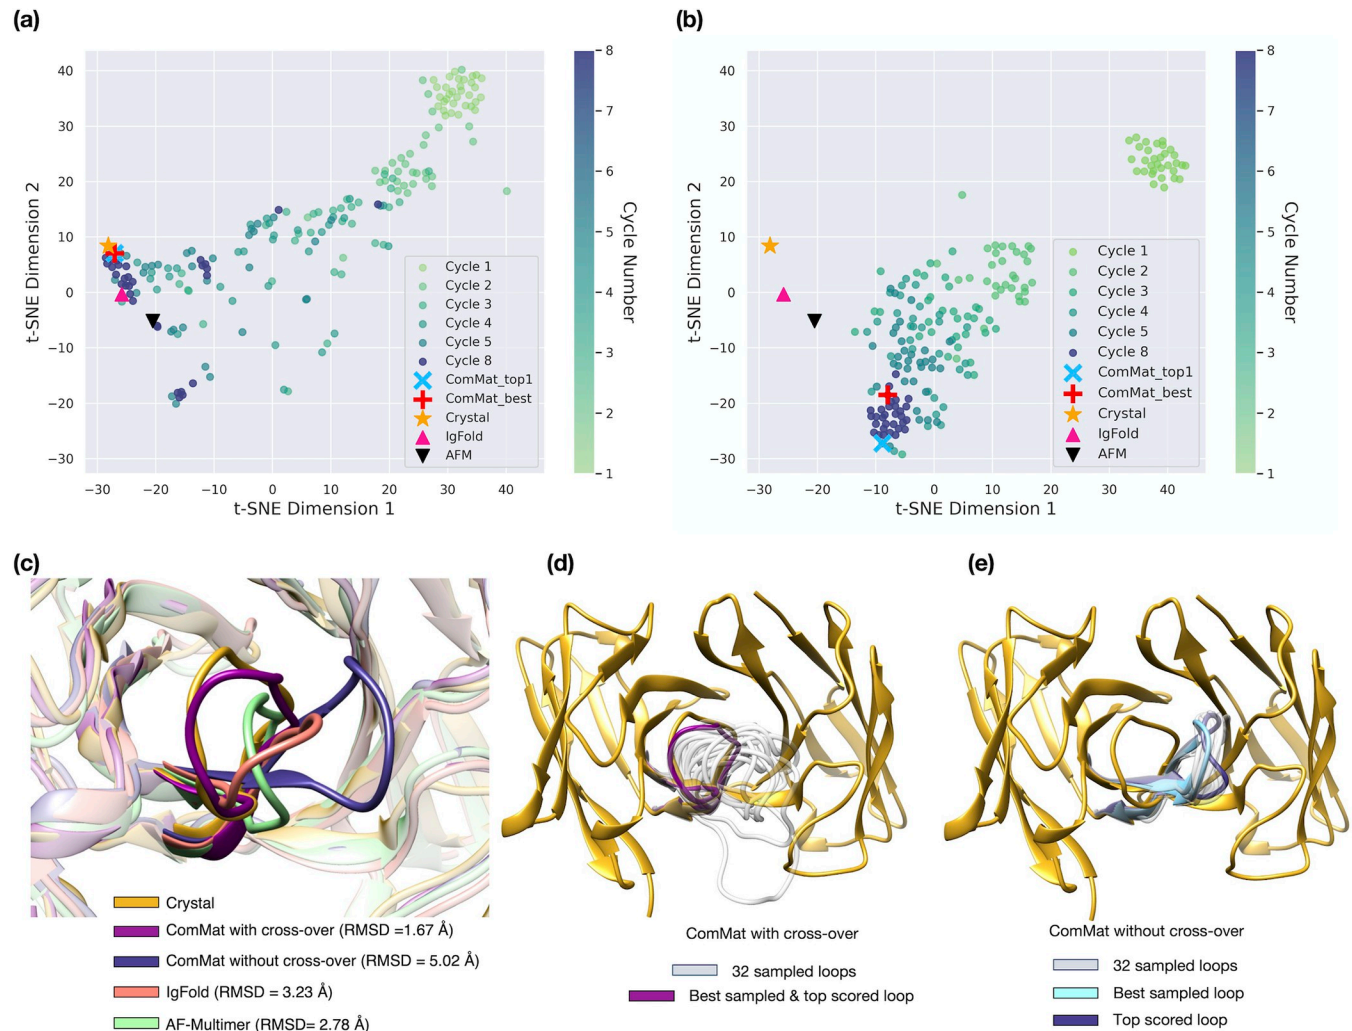 (a)
40
30
20
10
0
−10
−20
−30
t-SNE Dimension 2
−30 −20 −10 0 10 20 30 40
t-SNE Dimension 1
Cycle 1
Cycle 2
Cycle 3
Cycle 4
Cycle 5
Cycle 8
ComMat_top1
ComMat_best
Crystal
IgFold
AFM
8
7
6
5
4
3
2
1
Cycle Number
(b)
40
30
20
10
0
−10
−20
−30
t-SNE Dimension 2
−30 −20 −10 0 10 20 30 40
t-SNE Dimension 1
Cycle 1
Cycle 2
Cycle 3
Cycle 4
Cycle 5
Cycle 8
ComMat_top1
ComMat_best
Crystal
IgFold
AFM
8
7
6
5
4
3
2
1
Cycle Number
(c)
Crystal
ComMat with cross-over (RMSD =1.67 Å)
ComMat without cross-over (RMSD = 5.02 Å)
IgFold (RMSD = 3.23 Å)
AF-Multimer (RMSD= 2.78 Å)
(d)
ComMat with cross-over
32 sampled loops
Best sampled & top scored loop
(e)
ComMat without cross-over
32 sampled loops
Best sampled loop
Top scored loop